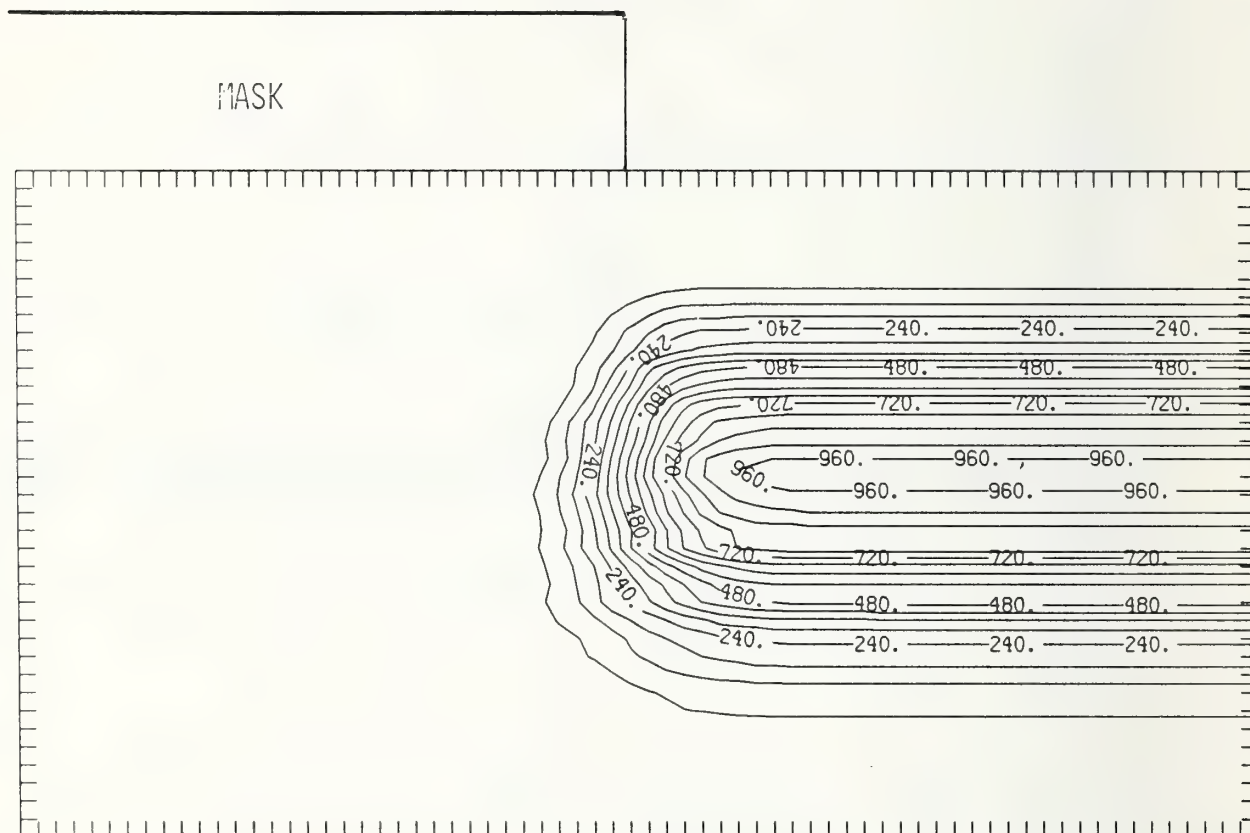 MASK
240. 240. 240. 240.
240.
480. 480. 480. 480.
480.
720. 720. 720. 720.
240. 720. 960. 960. 960. 960.
960. 960. 960.
480.
720. 720. 720. 720.
240. 480. 480. 480. 480.
240. 240. 240. 240.